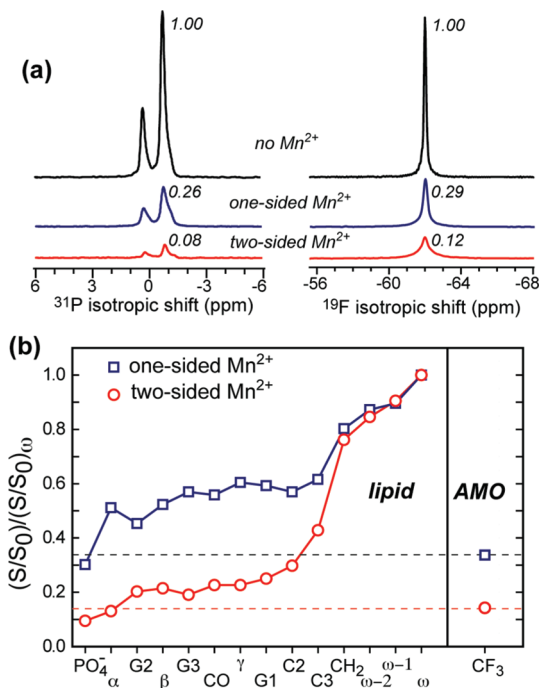 (a)
1.00
1.00
no Mn²⁺
0.26
one-sided Mn²⁺
0.29
0.08
two-sided Mn²⁺
0.12
6 3 0 -3 -6
-56 -60 -64 -68
³¹P isotropic shift (ppm)
¹⁹F isotropic shift (ppm)
(b)
one-sided Mn²⁺
two-sided Mn²⁺
(S/S₀)/(S/S₀)ω
1.0
0.8
0.6
0.4
0.2
0.0
lipid
AMO
PO₄⁻ G2 G3 γ C2 CH₂ ω-1 CF₃
α β CO G1 C3 ω-2 ω